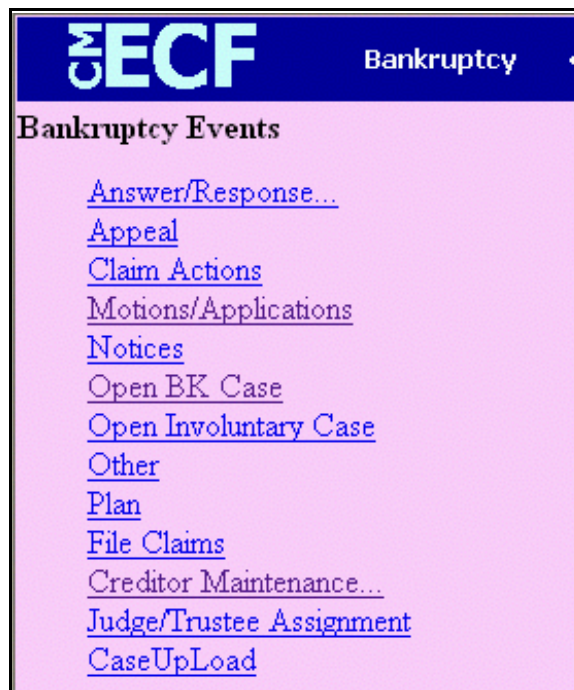 CM ECF Bankruptcy
Bankruptcy Events
Answer/Response...
Appeal
Claim Actions
Motions/Applications
Notices
Open BK Case
Open Involuntary Case
Other
Plan
File Claims
Creditor Maintenance...
Judge/Trustee Assignment
CaseUpLoad